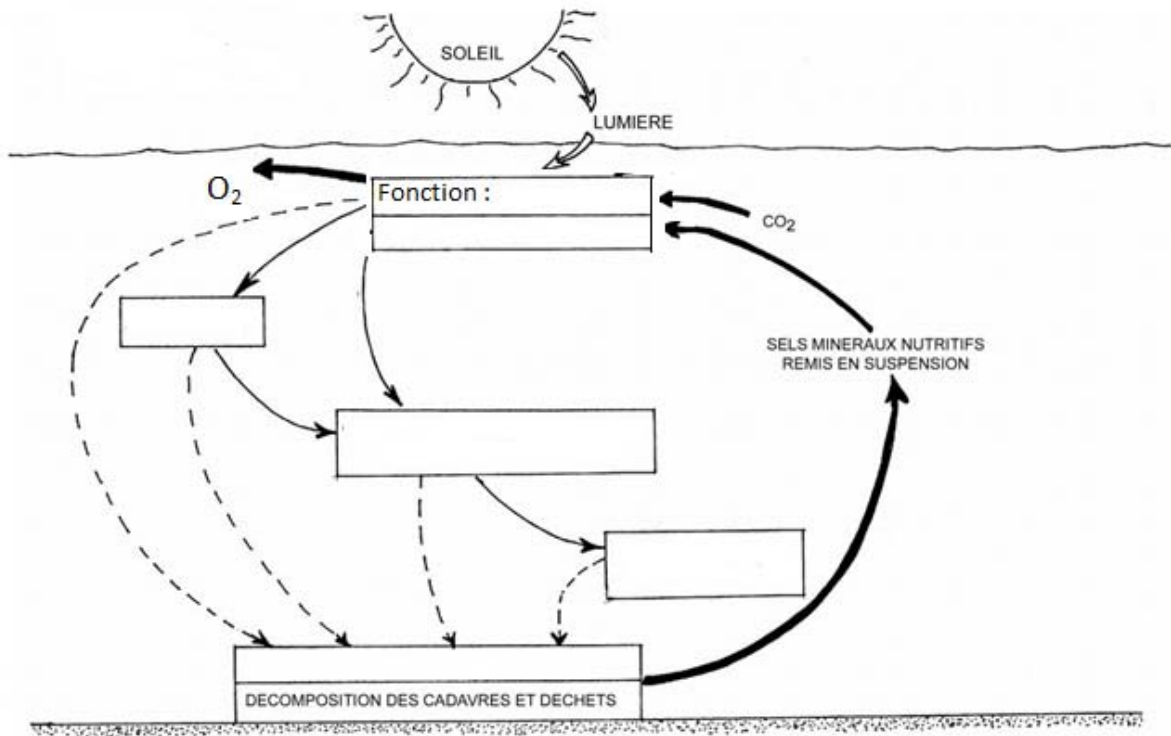 SOLEIL
LUMIERE
O₂
Fonction :
CO₂
SELS MINERAUX NUTRITIFS
REMIS EN SUSPENSION
DECOMPOSITION DES CADAVRES ET DECHETS